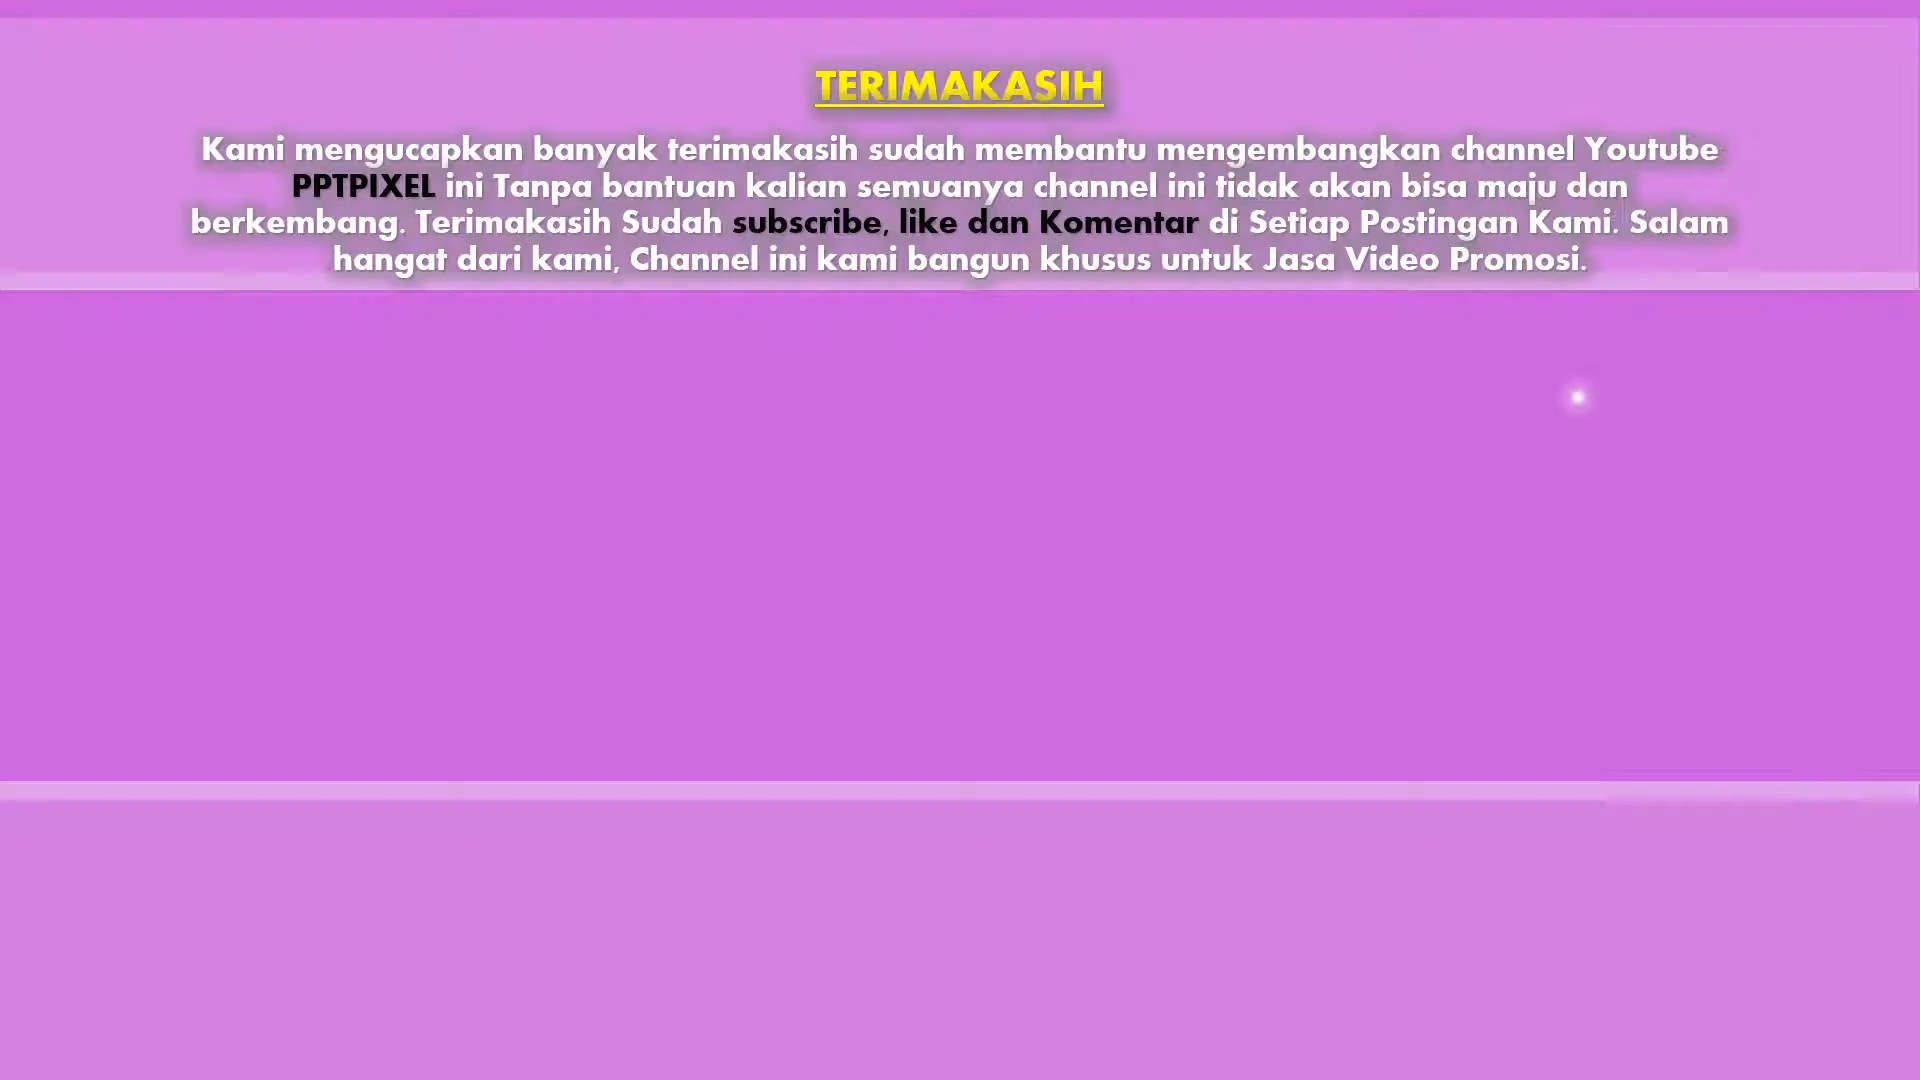 TERIMAKASIH
Kami mengucapkan banyak terimakasih sudah membantu mengembangkan channel Youtube
PPTPIXEL ini Tanpa bantuan kalian semuanya channel ini tidak akan bisa maju dan
berkembang. Terimakasih Sudah subscribe, like dan Komentar di Setiap Postingan Kami. Salam
hangat dari kami, Channel ini kami bangun khusus untuk Jasa Video Promosi.